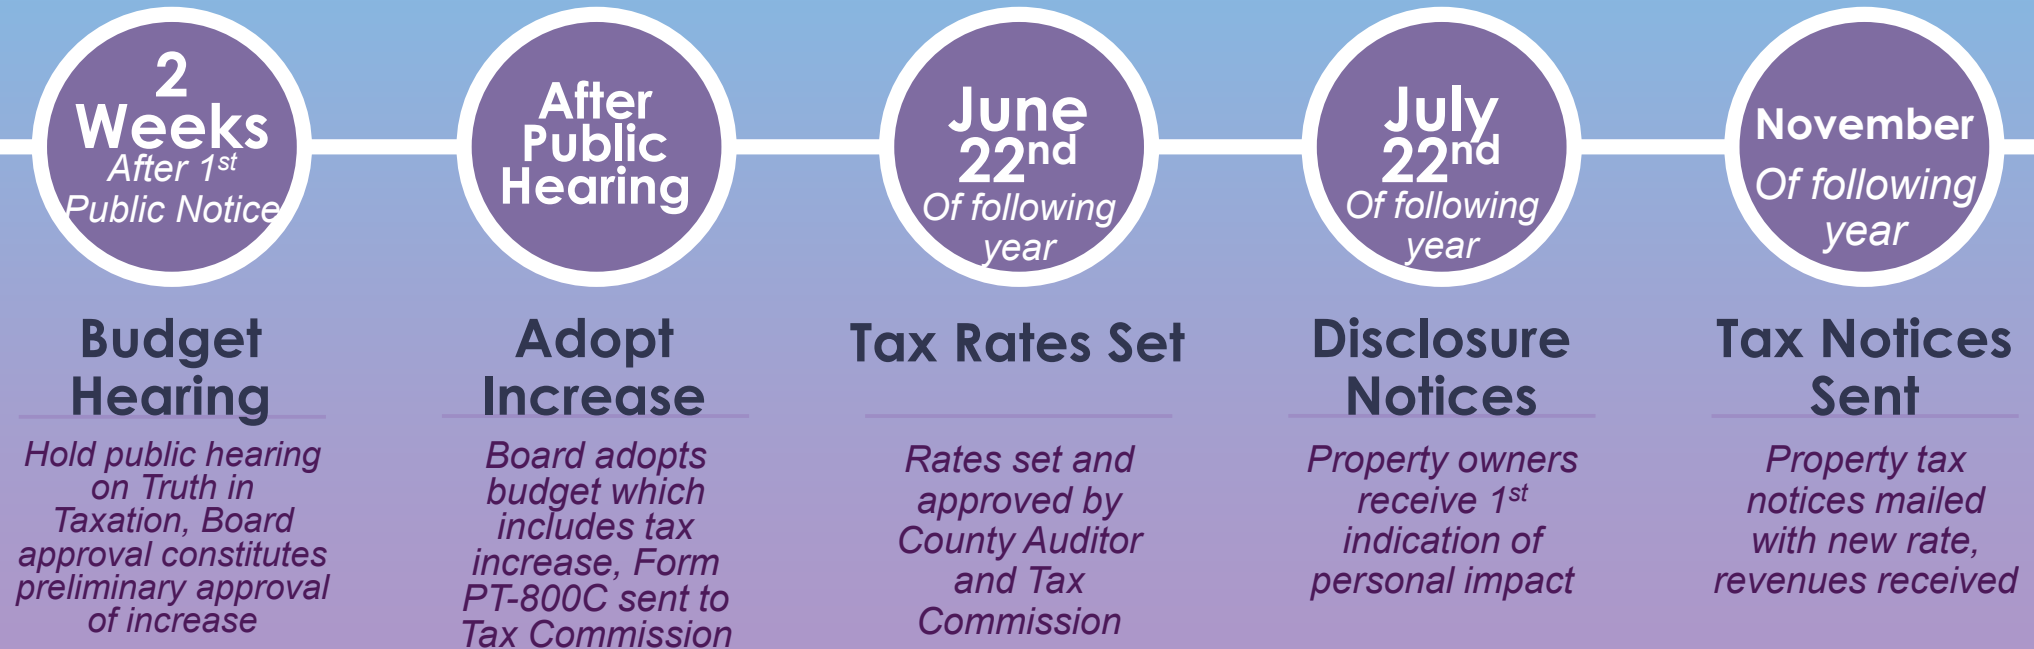 2
Weeks
After 1st
Public Notice
Budget
Hearing
Hold public hearing
on Truth in
Taxation, Board
approval constitutes
preliminary approval
of increase
After
Public
Hearing
Adopt
Increase
Board adopts
budget which
includes tax
increase, Form
PT-800C sent to
Tax Commission
June
22nd
Of following
year
Tax Rates Set
Rates set and
approved by
County Auditor
and Tax
Commission
July
22nd
Of following
year
Disclosure
Notices
Property owners
receive 1st
indication of
personal impact
November
Of following
year
Tax Notices
Sent
Property tax
notices mailed
with new rate,
revenues received